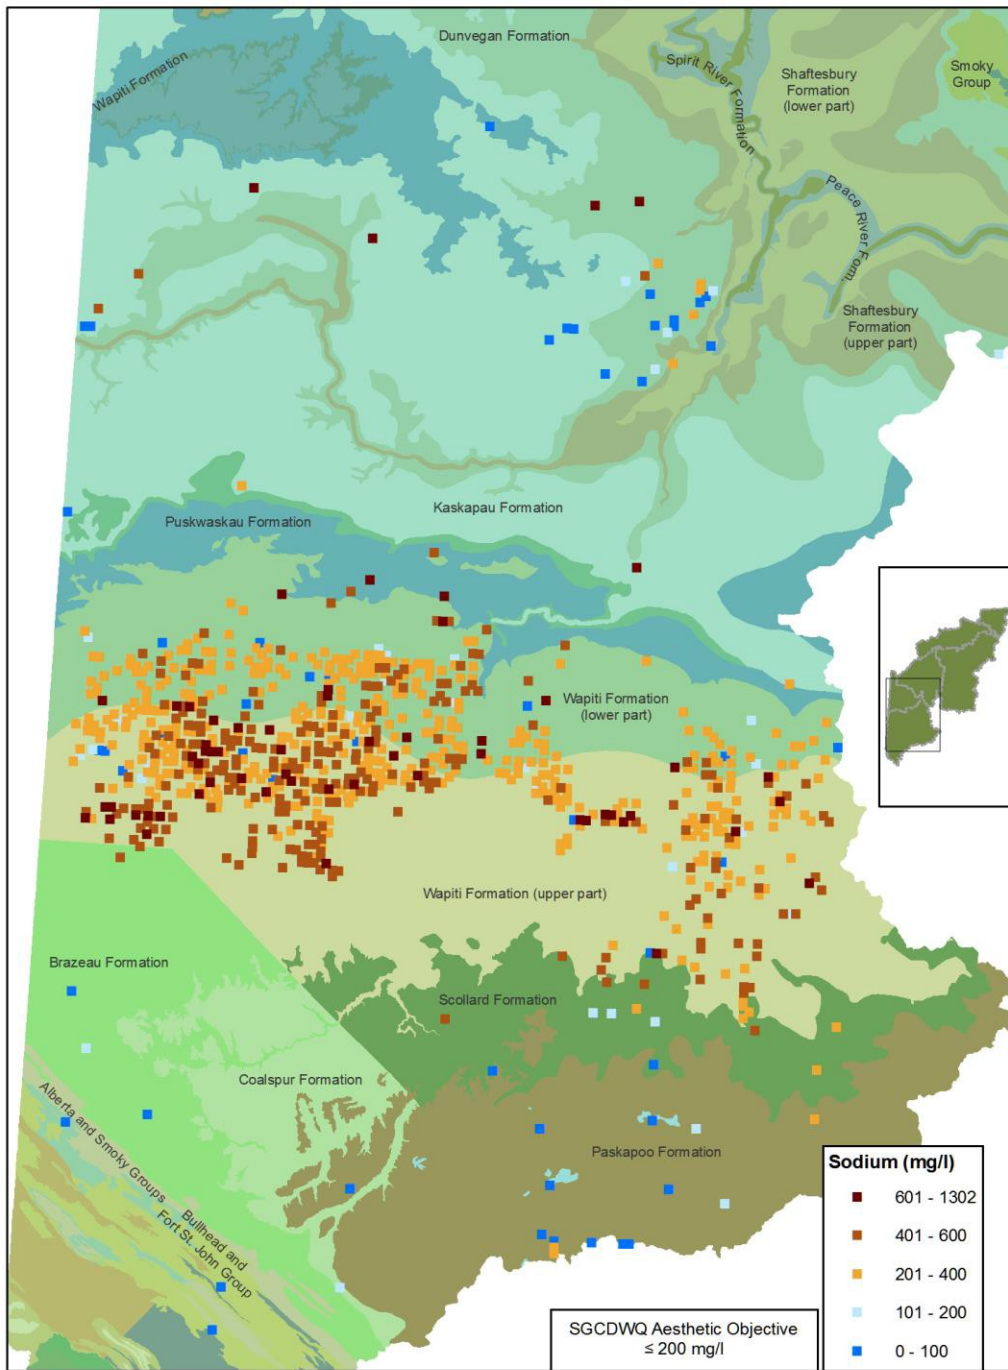 Dunvegan Formation
Wapiti Formation
Spirit River Formation
Shaftesbury
Formation
(lower part)
Smoky
Group
Peace River Form.
Shaftesbury
Formation
(upper part)
Kaskapau Formation
Puskwaskau Formation
Wapiti Formation
(lower part)
Wapiti Formation (upper part)
Brazeau Formation
Scollard Formation
Coalspur Formation
Alberta and Smoky Groups
Bullhead and
Fort St. John Group
Paskapoo Formation
Sodium (mg/l)
601 - 1302
401 - 600
201 - 400
101 - 200
0 - 100
SGCDWQ Aesthetic Objective
≤ 200 mg/l